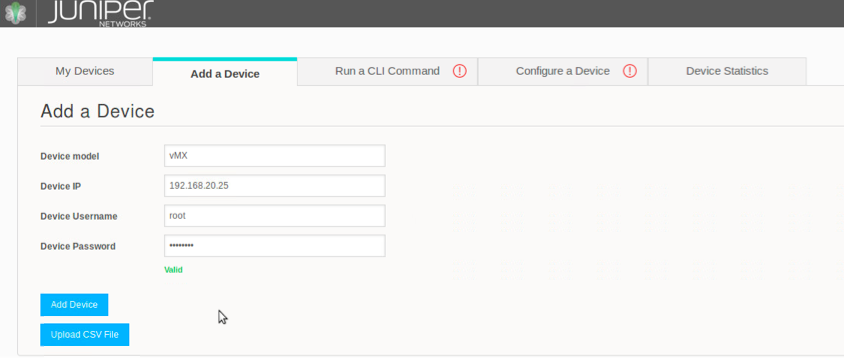 JUNIPER
NETWORKS
My Devices
Add a Device
Run a CLI Command
Configure a Device
Device Statistics
Add a Device
Device model vMX
Device IP 192.168.20.25
Device Username root
Device Password ••••••••
Valid
Add Device
Upload CSV File